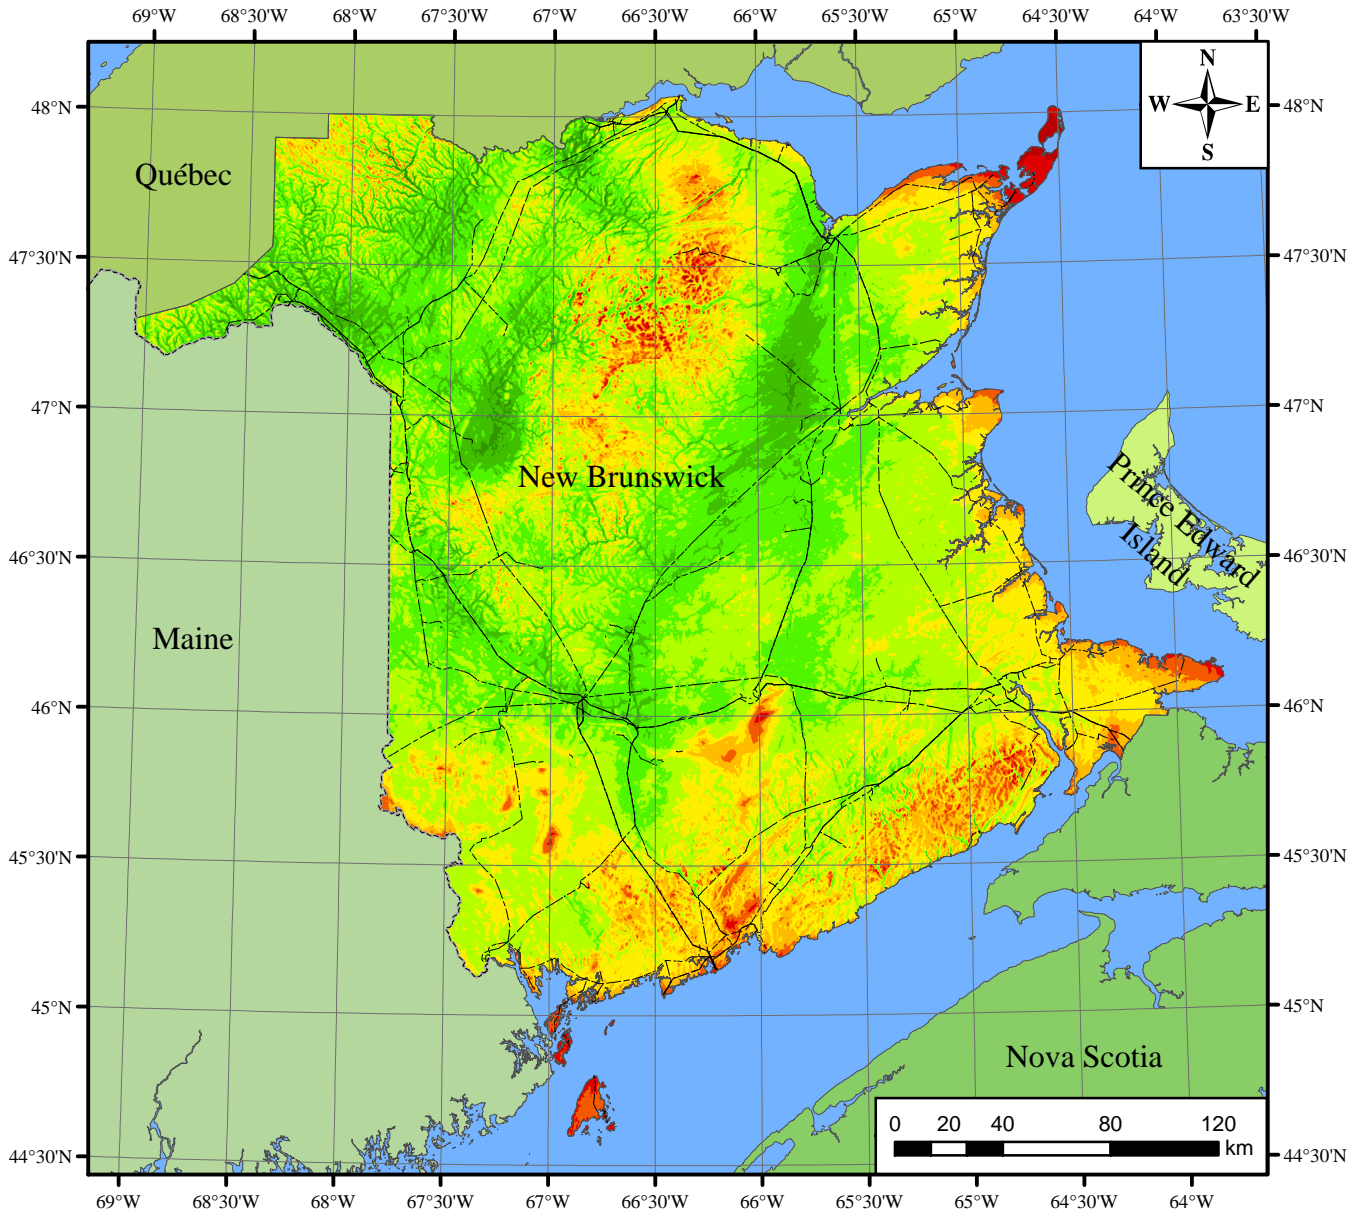 69°W 68°30'W 68°W 67°30'W 67°W 66°30'W 66°W 65°30'W 65°W 64°30'W 64°W 63°30'W
N
W E
S
48°N 48°N
Québec
47°30'N 47°30'N
47°N 47°N
New Brunswick
Prince Edward
Island
46°30'N 46°30'N
Maine
46°N 46°N
45°30'N 45°30'N
45°N 45°N
Nova Scotia
0 20 40 80 120
km
44°30'N 44°30'N
69°W 68°30'W 68°W 67°30'W 67°W 66°30'W 66°W 65°30'W 65°W 64°30'W 64°W